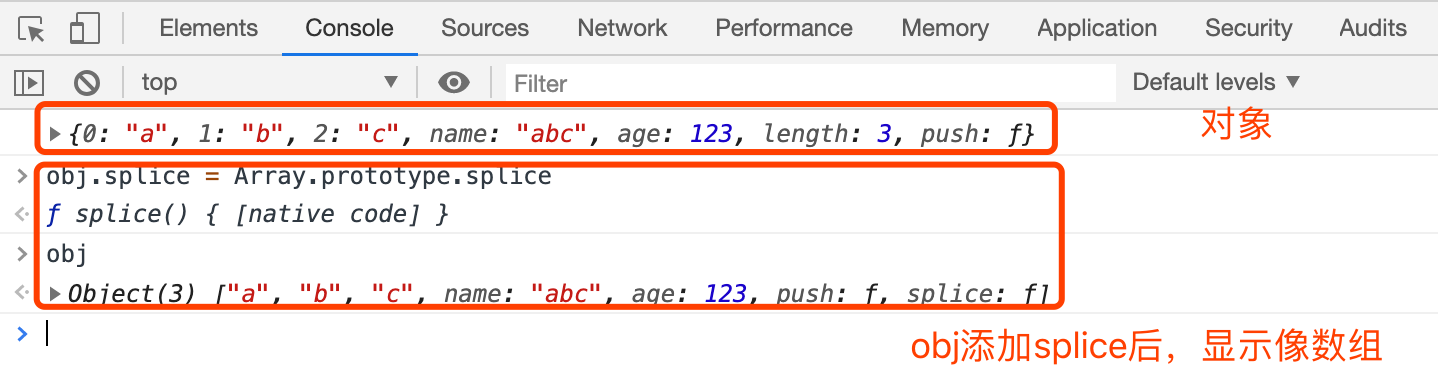 Elements Console Sources Network Performance Memory Application Security Audits
top Filter Default levels
{0: "a", 1: "b", 2: "c", name: "abc", age: 123, length: 3, push: ƒ}
对象
obj.splice = Array.prototype.splice
ƒ splice() { [native code] }
obj
Object(3) ["a", "b", "c", name: "abc", age: 123, push: ƒ, splice: ƒ]
obj添加splice后，显示像数组